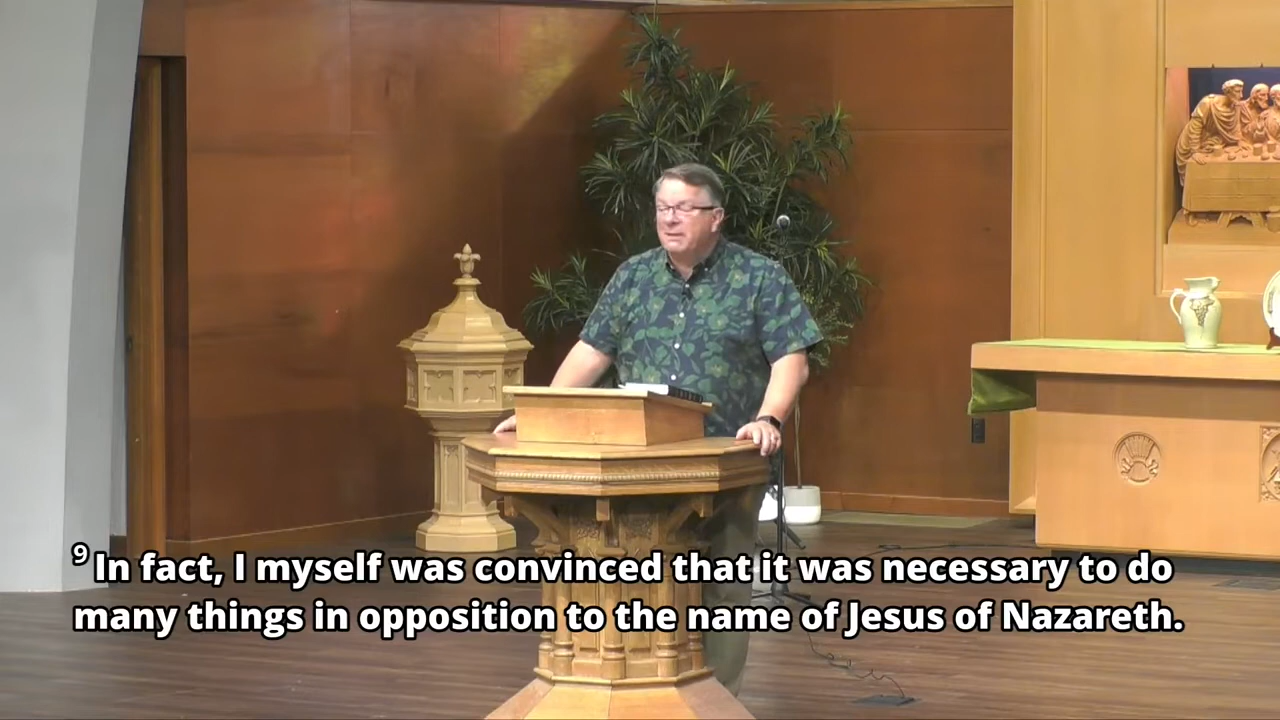 9 In fact, I myself was convinced that it was necessary to do
many things in opposition to the name of Jesus of Nazareth.